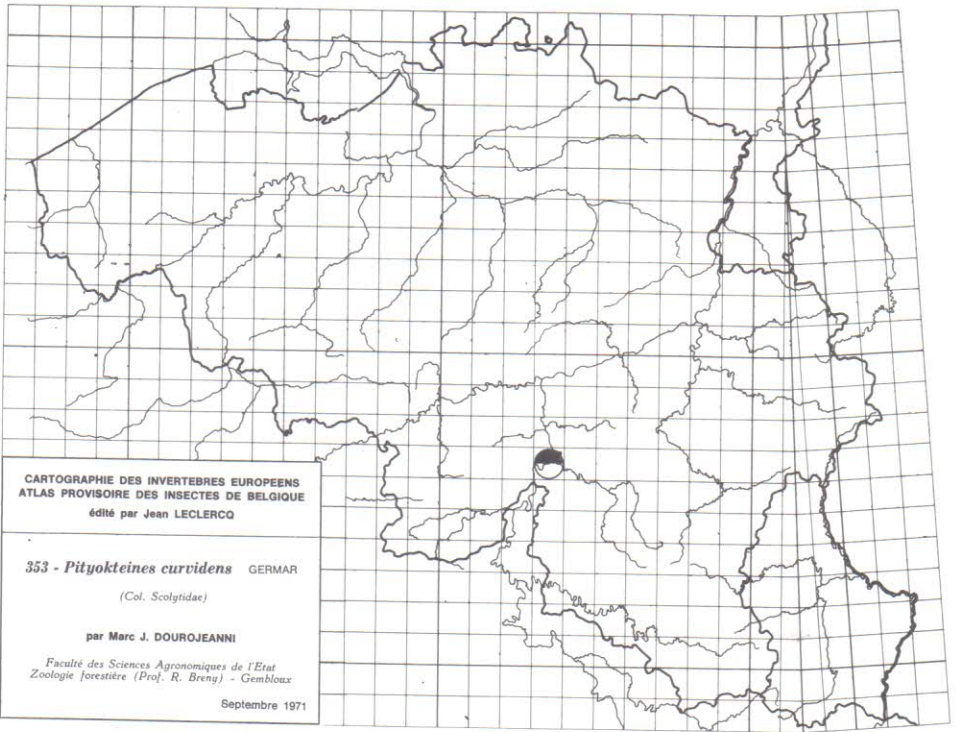 CARTOGRAPHIE DES INVERTEBRES EUROPEENS
ATLAS PROVISOIRE DES INSECTES DE BELGIQUE
édité par Jean LECLERCQ
353 - Pityokteines curvidens GERMAR
(Col. Scolytidae)
par Marc J. DOUROJEANNI
Faculté des Sciences Agronomiques de l'Etat
Zoologie forestière (Prof. R. Breny) - Gembloux
Septembre 1971